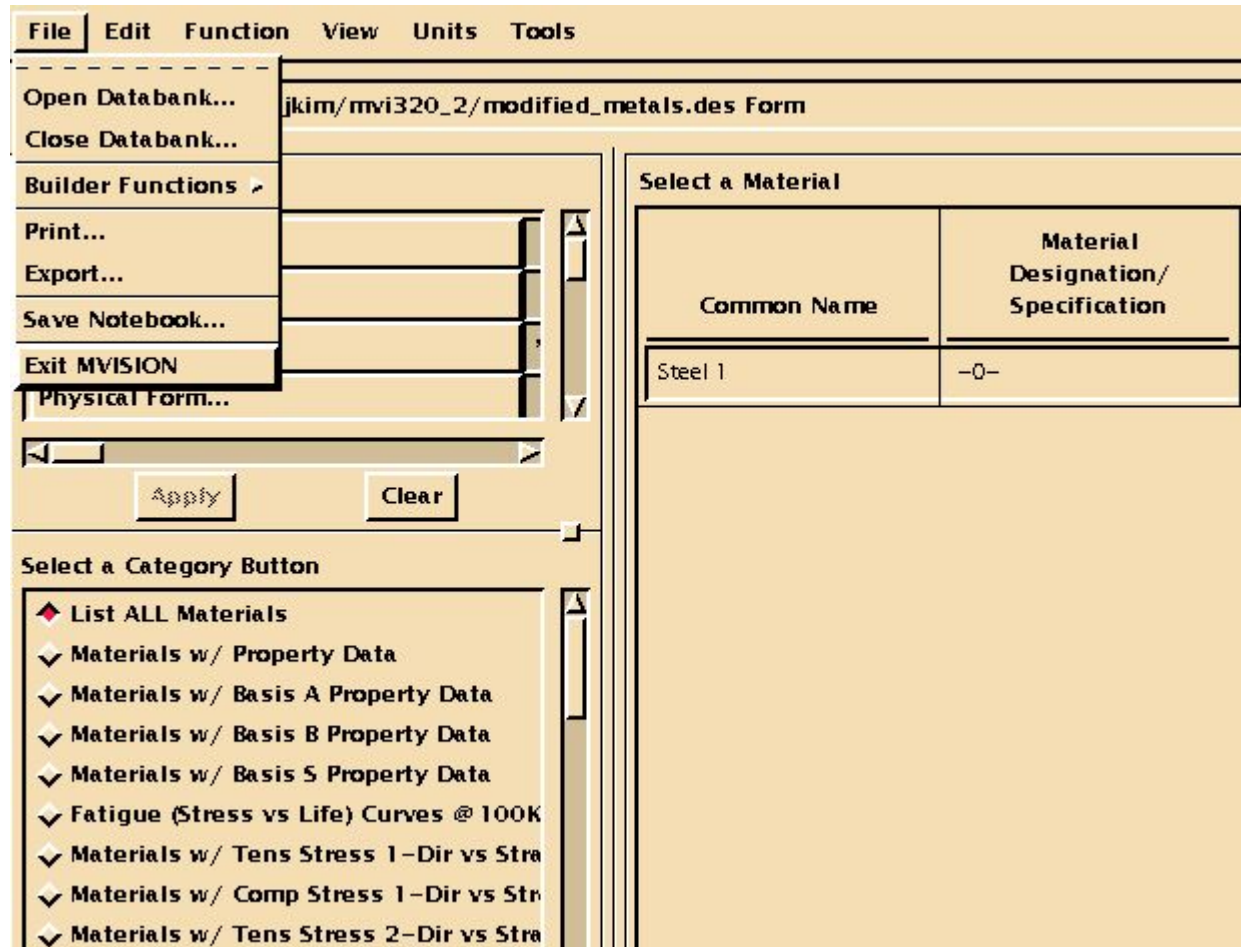 File Edit Function View Units Tools
Open Databank...
jkim/mvi320_2/modified_metals.des Form
Close Databank...
Builder Functions
Print...
Export...
Save Notebook...
Exit MVISION
Physical Form...
Apply Clear
Select a Category Button
List ALL Materials
Materials w/ Property Data
Materials w/ Basis A Property Data
Materials w/ Basis B Property Data
Materials w/ Basis S Property Data
Fatigue (Stress vs Life) Curves @ 100K
Materials w/ Tens Stress 1-Dir vs Stra
Materials w/ Comp Stress 1-Dir vs Str
Materials w/ Tens Stress 2-Dir vs Stra
Select a Material
Common Name
Material
Designation/
Specification
Steel 1 -0-